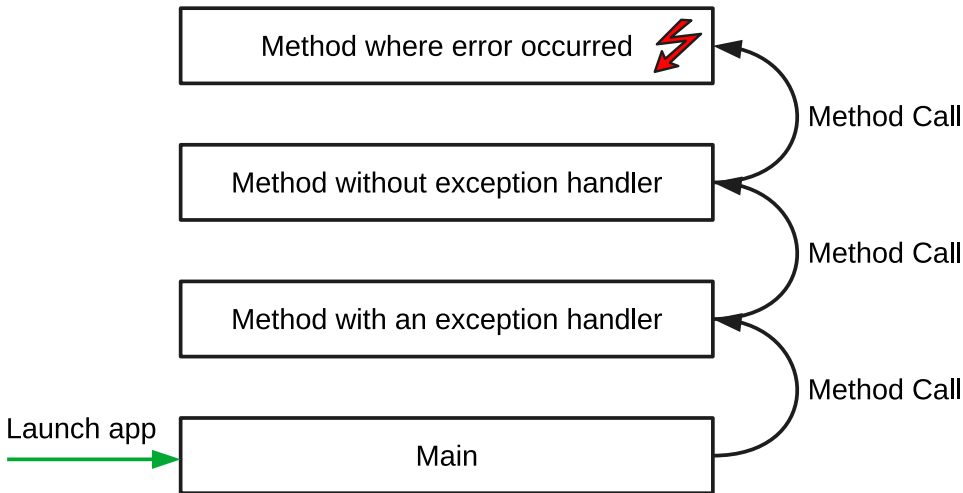 Method where error occurred
Method Call
Method without exception handler
Method Call
Method with an exception handler
Method Call
Launch app
Main